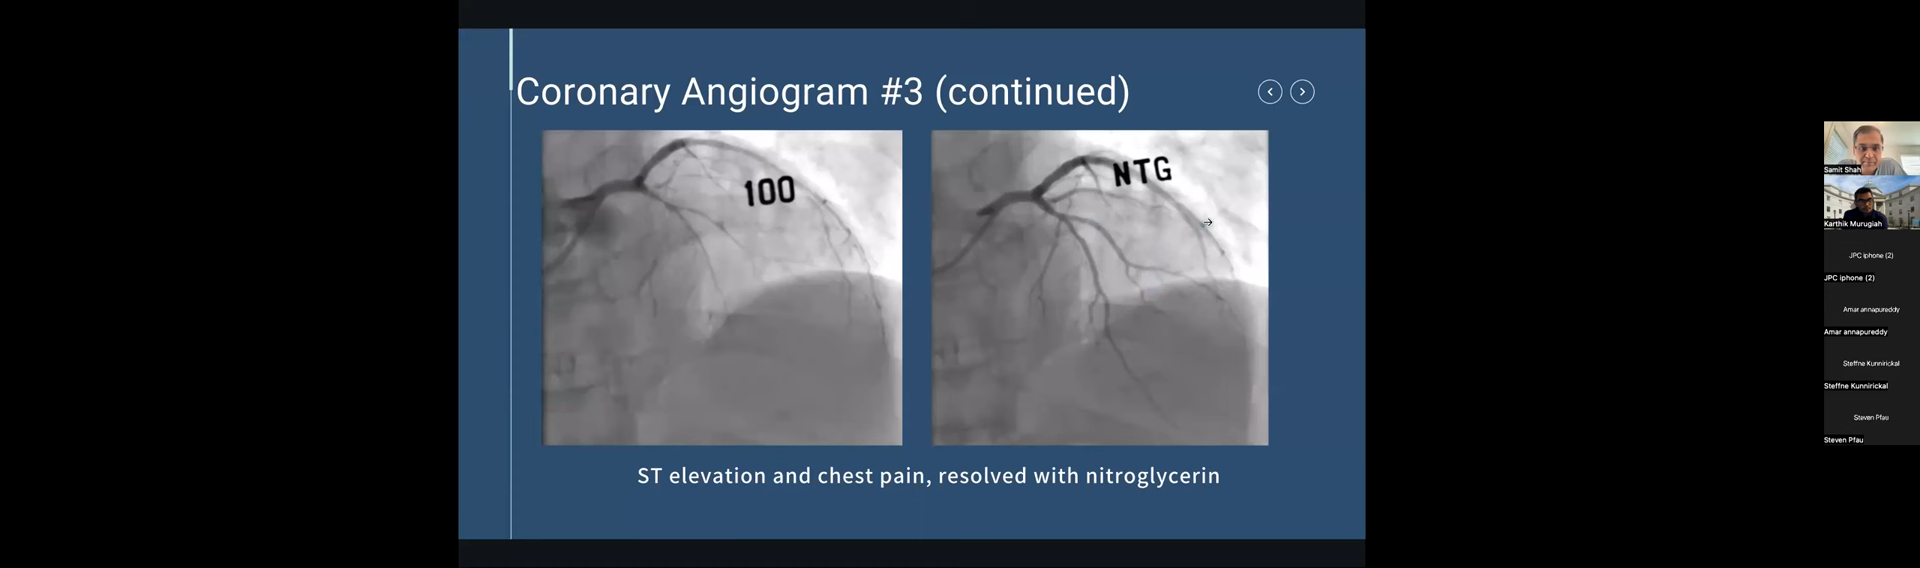 Coronary Angiogram #3 (continued)
100
NTG
ST elevation and chest pain, resolved with nitroglycerin
Samit Shah
Karthik Murugiah
JPC iphone (2)
JPC iphone (2)
Amar annapureddy
Amar annapureddy
Steffne Kunnirickal
Steffne Kunnirickal
Steven Pfau
Steven Pfau